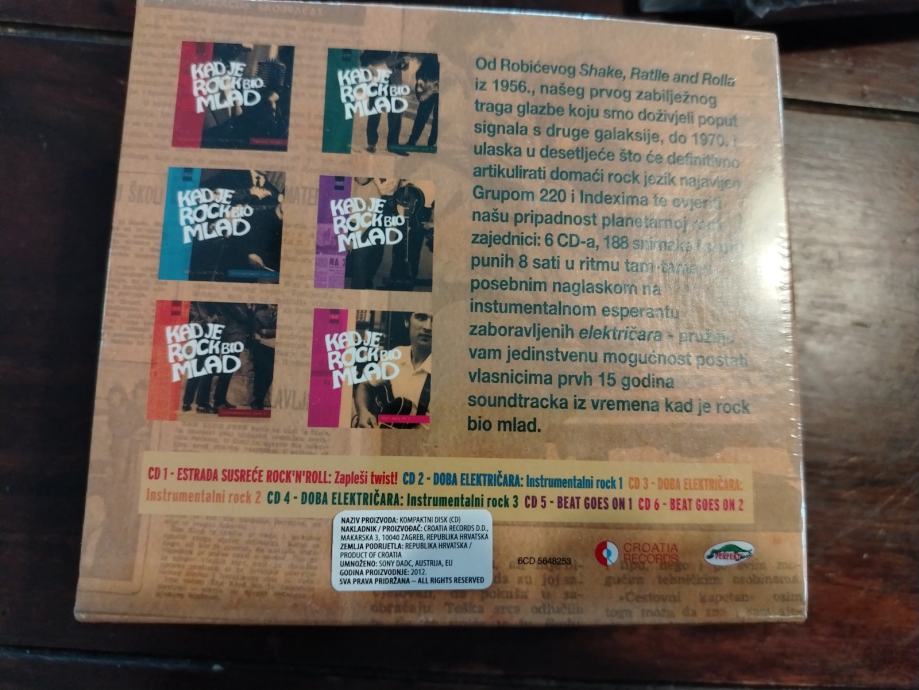 KAD JE
ROCK BIO
MLAD
KAD JE
ROCK BIO
MLAD
KAD JE
ROCK BIO
MLAD
KAD JE
ROCK BIO
MLAD
KAD JE
ROCK BIO
MLAD
KAD JE
ROCK BIO
MLAD
Od Robićevog Shake, Ratlle and Rolla
iz 1956., našeg prvog zabilježnog
traga glazbe koju smo doživjeli poput
signala s druge galaksije, do 1970. i
ulaska u desetljeće što će definitivno
artikulirati domaći rock jezik najavljen
Grupom 220 i Indexima te ovjeriti
našu pripadnost planetarnoj rock
zajednici: 6 CD-a, 188 snimaka
punih 8 sati u ritmu tam-tama
posebnim naglaskom na
instumentalnom esperantu
zaboravljenih električara - pružaju
vam jedinstvenu mogućnost postati
vlasnicima prvh 15 godina
soundtracka iz vremena kad je rock
bio mlad.
CD 1 - ESTRADA SUSREĆE ROCK'N'ROLL: Zapleši twist! CD 2 - DOBA ELEKTRIČARA: Instrumentalni rock 1 CD 3 - DOBA ELEKTRIČARA:
Instrumentalni rock 2 CD 4 - DOBA ELEKTRIČARA: Instrumentalni rock 3 CD 5 - BEAT GOES ON 1 CD 6 - BEAT GOES ON 2
NAZIV PROIZVODA: KOMPAKTNI DISK (CD)
NAKLADNIK / PROIZVOĐAČ: CROATIA RECORDS D.D.,
MAKARSKA 3, 10040 ZAGREB, REPUBLIKA HRVATSKA
ZEMLJA PODRIJETLA: REPUBLIKA HRVATSKA /
PRODUCT OF CROATIA
UMNOŽENO: SONY DADC, AUSTRIJA, EU
GODINA PROIZVODNJE: 2012.
SVA PRAVA PRIDRŽANA – ALL RIGHTS RESERVED
6CD 5648253
CROATIA
RECORDS